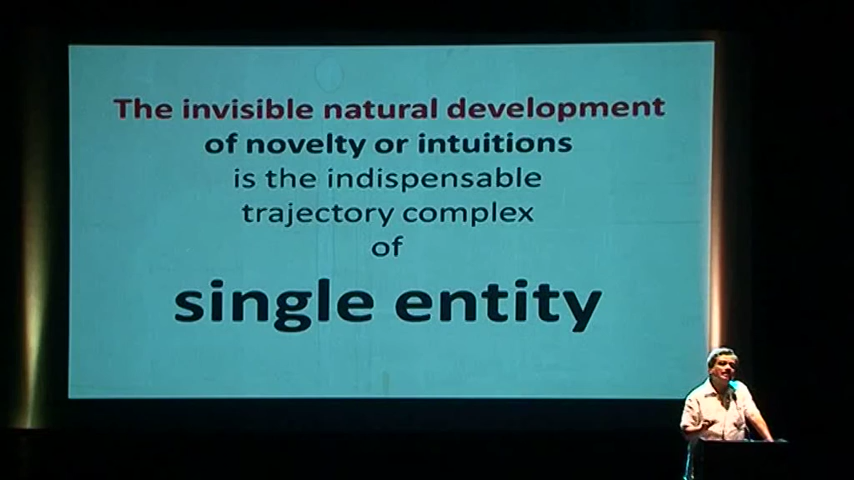 The invisible natural development
of novelty or intuitions
is the indispensable
trajectory complex
of
single entity